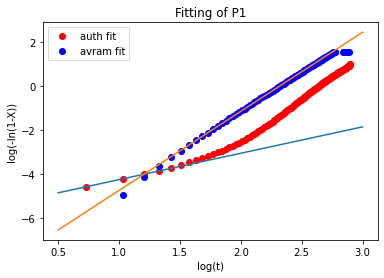 Fitting of P1
auth fit
avram fit
log(-ln(1-X))
2
0
−2
−4
−6
0.5 1.0 1.5 2.0 2.5 3.0
log(t)